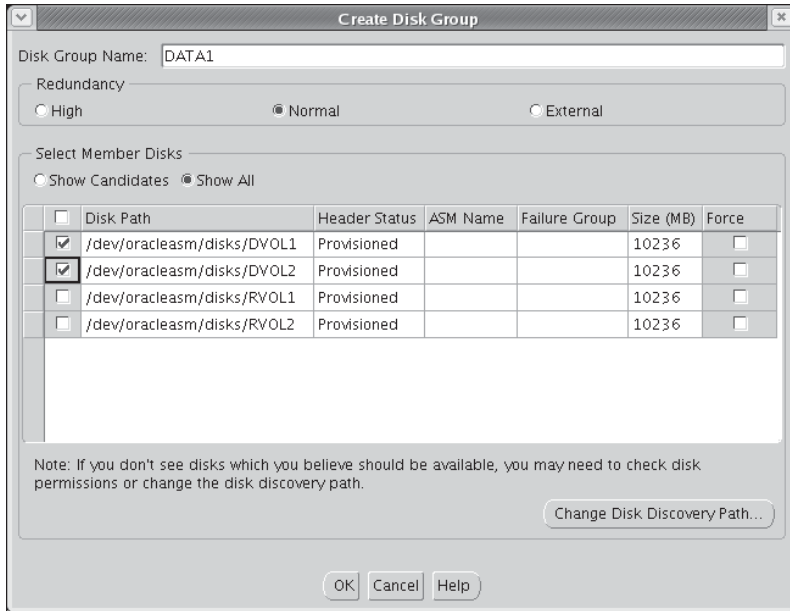 Create Disk Group
Disk Group Name: DATA1
Redundancy
High Normal External
Select Member Disks
Show Candidates Show All
Disk Path Header Status ASM Name Failure Group Size (MB) Force
/dev/oracleasm/disks/DVOL1 Provisioned 10236
/dev/oracleasm/disks/DVOL2 Provisioned 10236
/dev/oracleasm/disks/RVOL1 Provisioned 10236
/dev/oracleasm/disks/RVOL2 Provisioned 10236
Note: If you don't see disks which you believe should be available, you may need to check disk
permissions or change the disk discovery path.
Change Disk Discovery Path...
OK Cancel Help